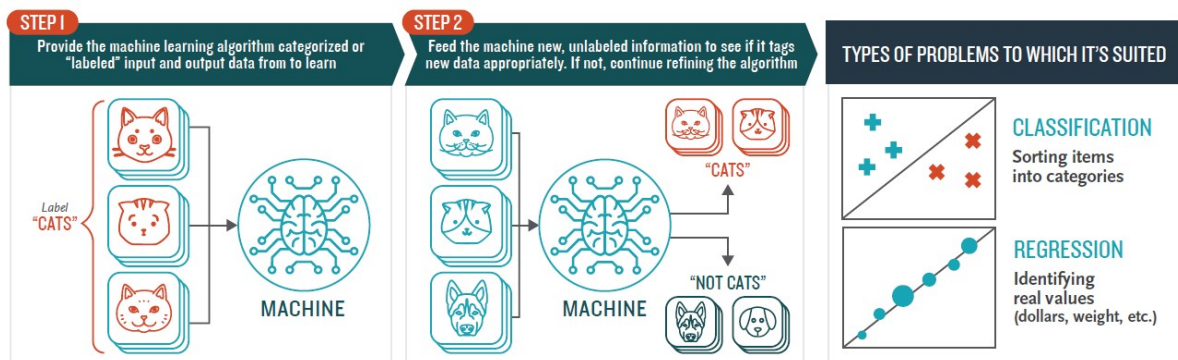 STEP 1
Provide the machine learning algorithm categorized or
"labeled" input and output data from to learn
Label
"CATS"
MACHINE
STEP 2
Feed the machine new, unlabeled information to see if it tags
new data appropriately. If not, continue refining the algorithm
MACHINE
"CATS"
"NOT CATS"
TYPES OF PROBLEMS TO WHICH IT'S SUITED
CLASSIFICATION
Sorting items
into categories
REGRESSION
Identifying
real values
(dollars, weight, etc.)